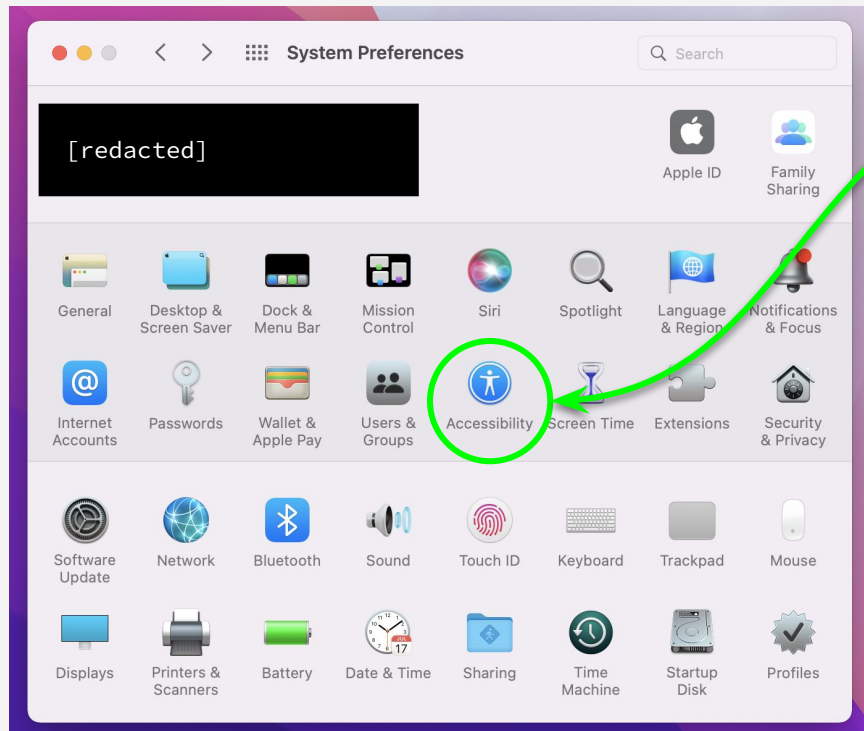 System Preferences
Search
[redacted]
Apple ID
Family
Sharing
General
Desktop &
Screen Saver
Dock &
Menu Bar
Mission
Control
Siri
Spotlight
Language
& Region
Notifications
& Focus
@
Internet
Accounts
Passwords
Wallet &
Apple Pay
Users &
Groups
Accessibility
Screen Time
Extensions
Security
& Privacy
Software
Update
Network
Bluetooth
Sound
Touch ID
Keyboard
Trackpad
Mouse
JUL
17
Displays
Printers &
Scanners
Battery
Date & Time
Sharing
Time
Machine
Startup
Disk
Profiles